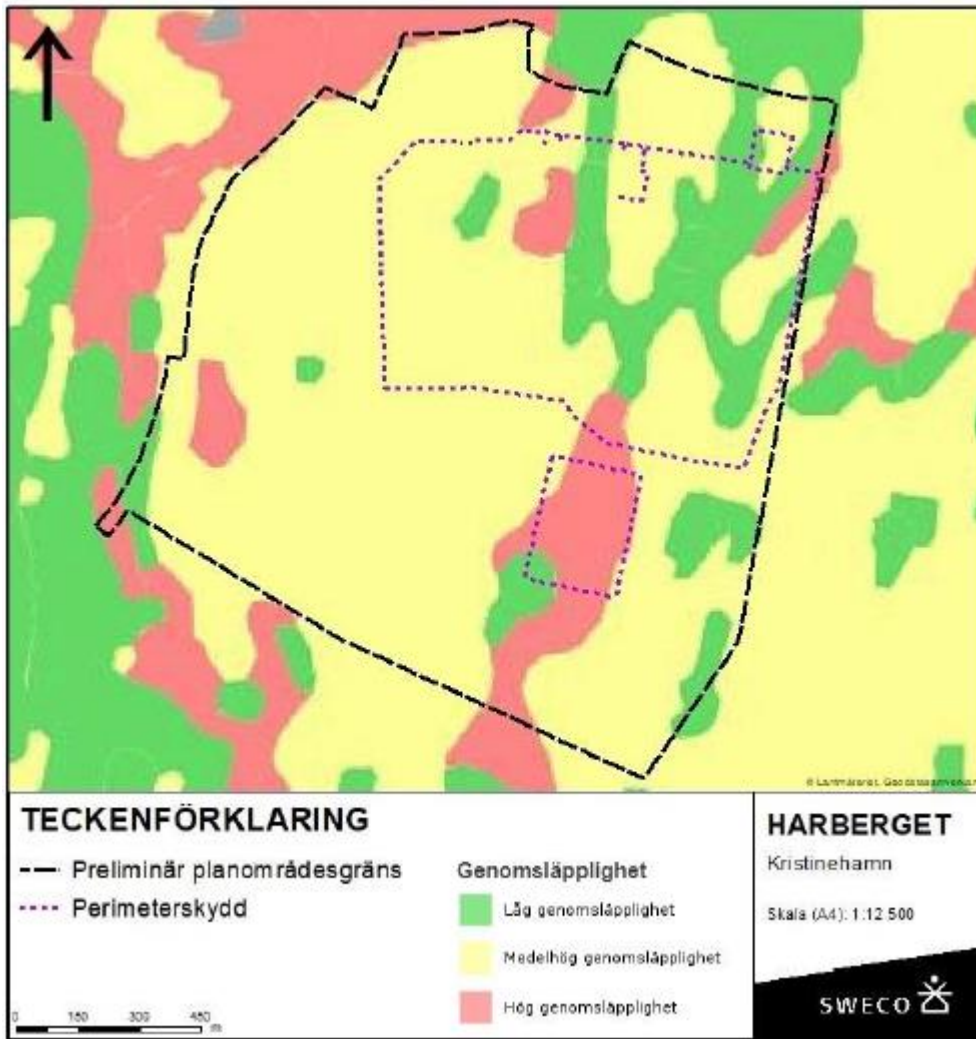 © Lantmäteriet, Geodatasamverkan
TECKENFÖRKLARING
Preliminär planområdesgräns
Perimeterskydd
0 150 300 450
m
Genomsläpplighet
Låg genomsläpplighet
Medelhög genomsläpplighet
Hög genomsläpplighet
HARBERGET
Kristinehamn
Skala (A4): 1:12 500
SWECO